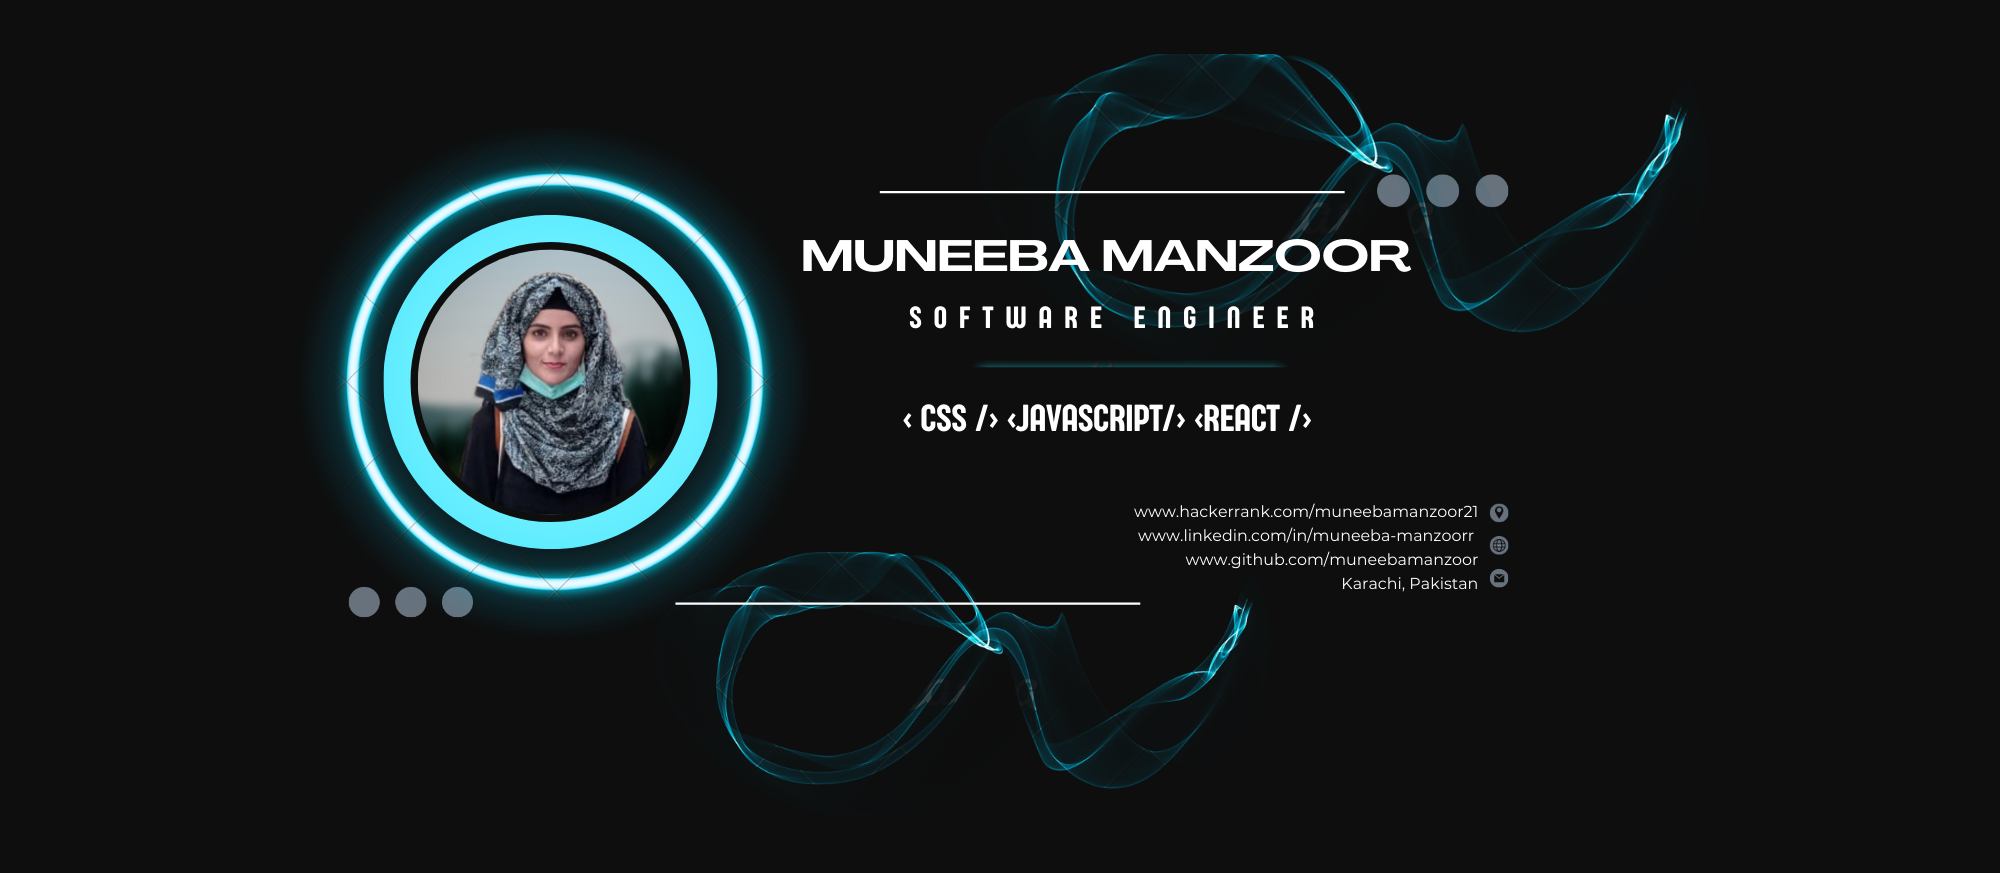 MUNEEBA MANZOOR
SOFTWARE ENGINEER
‹ CSS /› ‹JAVASCRIPT/› ‹REACT /›
www.hackerrank.com/muneebamanzoor21
www.linkedin.com/in/muneeba-manzoorr
www.github.com/muneebamanzoor
Karachi, Pakistan